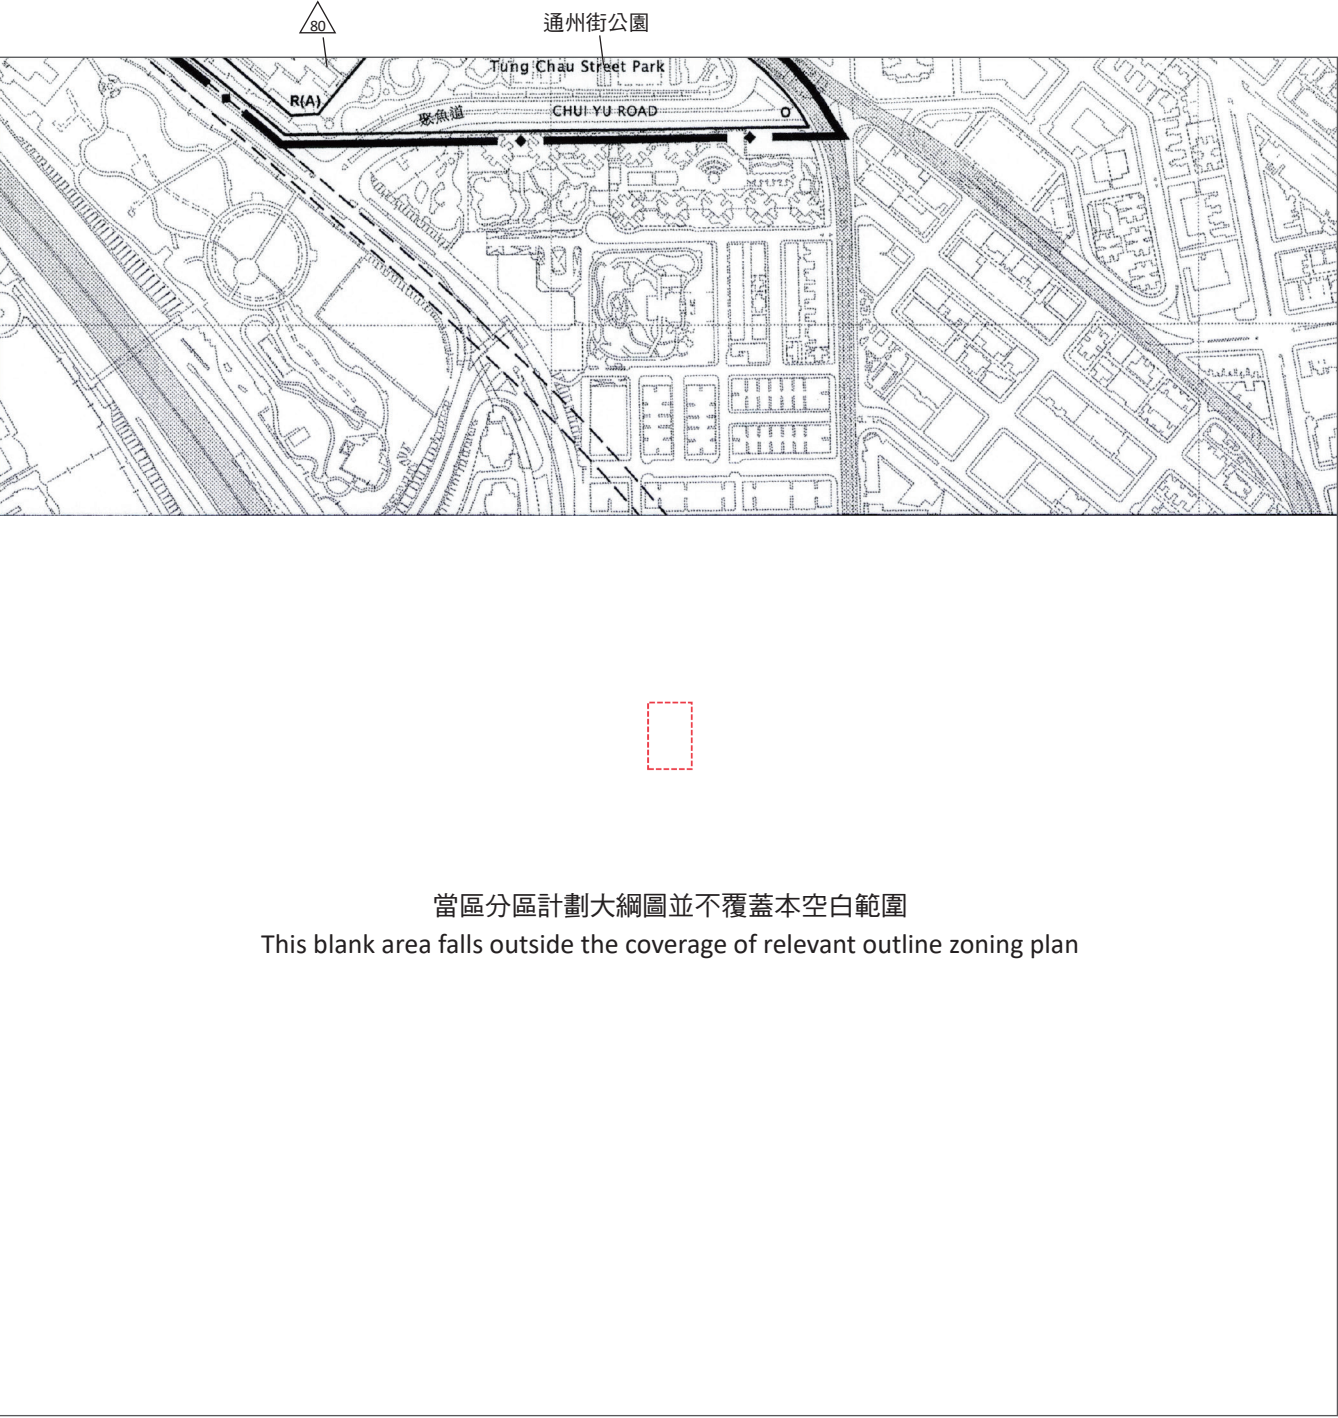 80
通州街公園
Tung Chau Street Park
R(A)
聚魚道
CHUI YU ROAD
O
當區分區計劃大綱圖並不覆蓋本空白範圍
This blank area falls outside the coverage of relevant outline zoning plan